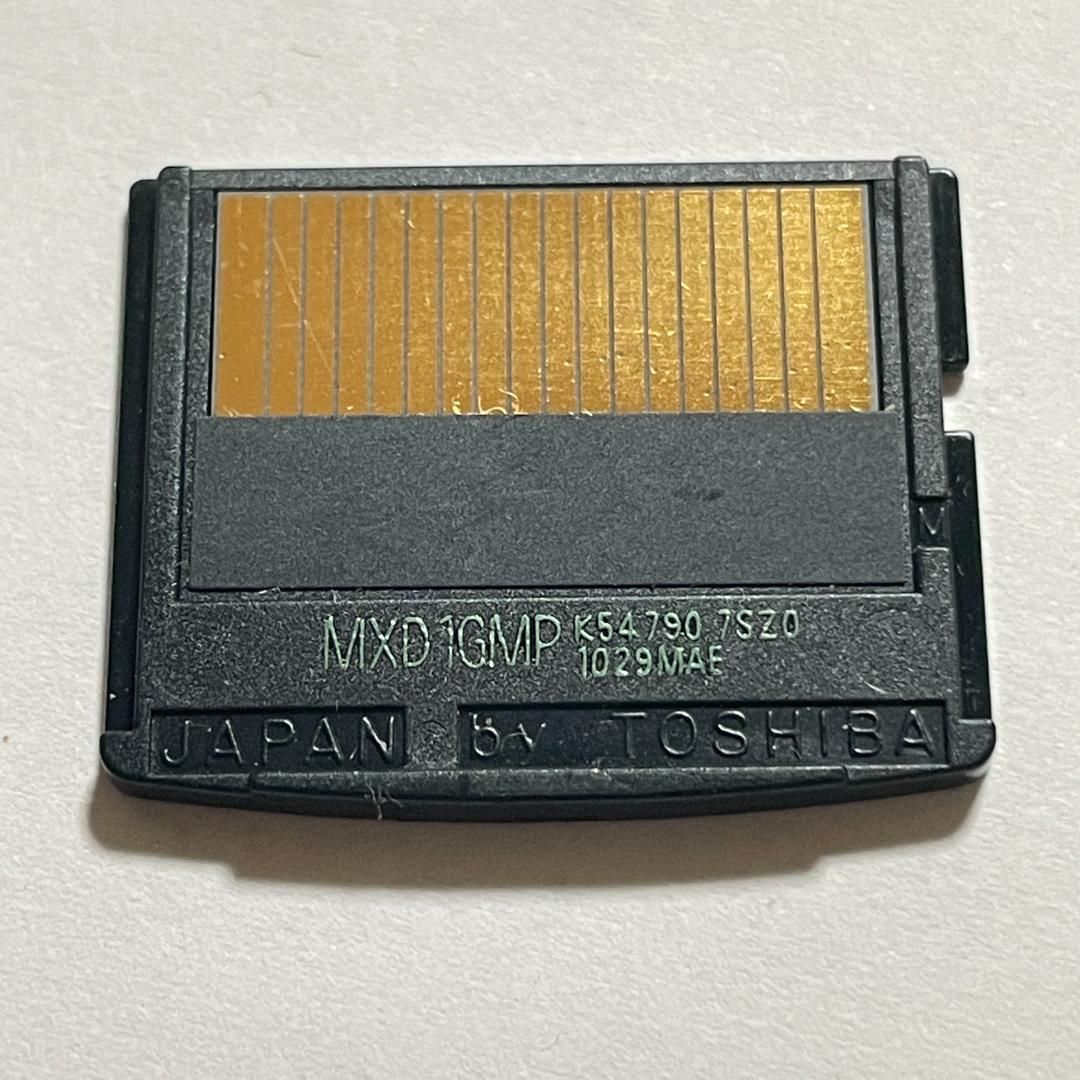 M
MXD1GMP K54790 7SZ0
1029MAE
JAPAN by TOSHIBA